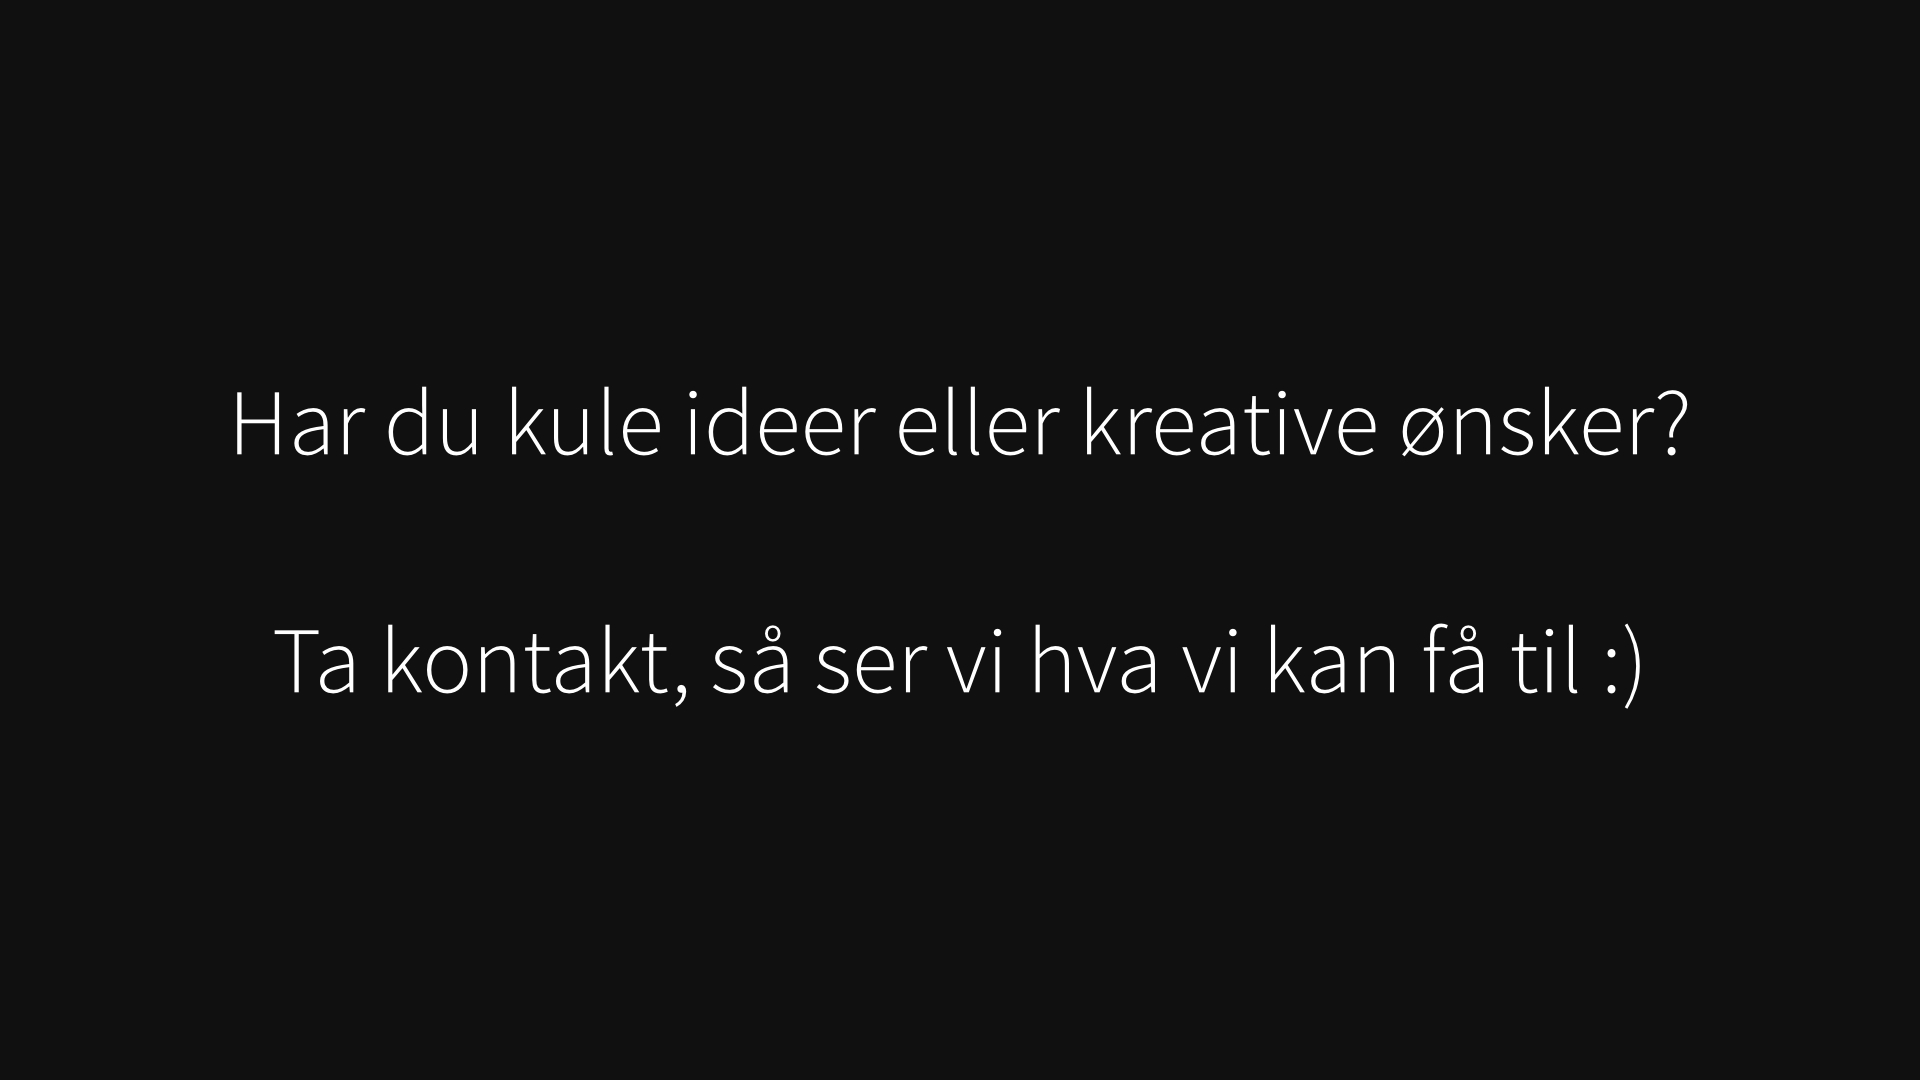 Har du kule ideer eller kreative ønsker?
Ta kontakt, så ser vi hva vi kan få til :)